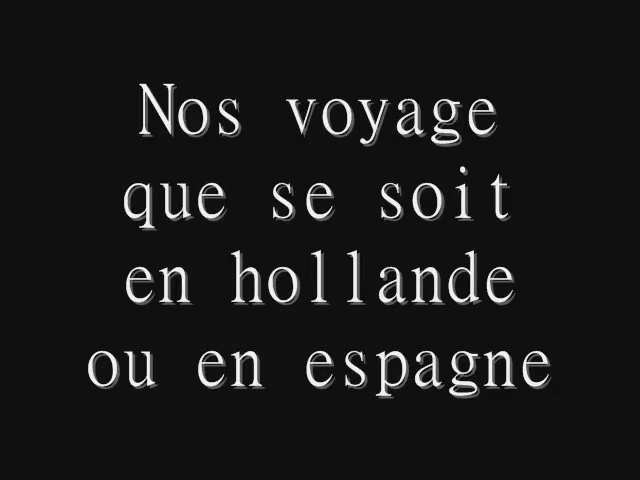 Nos voyage
que se soit
en hollande
ou en espagne